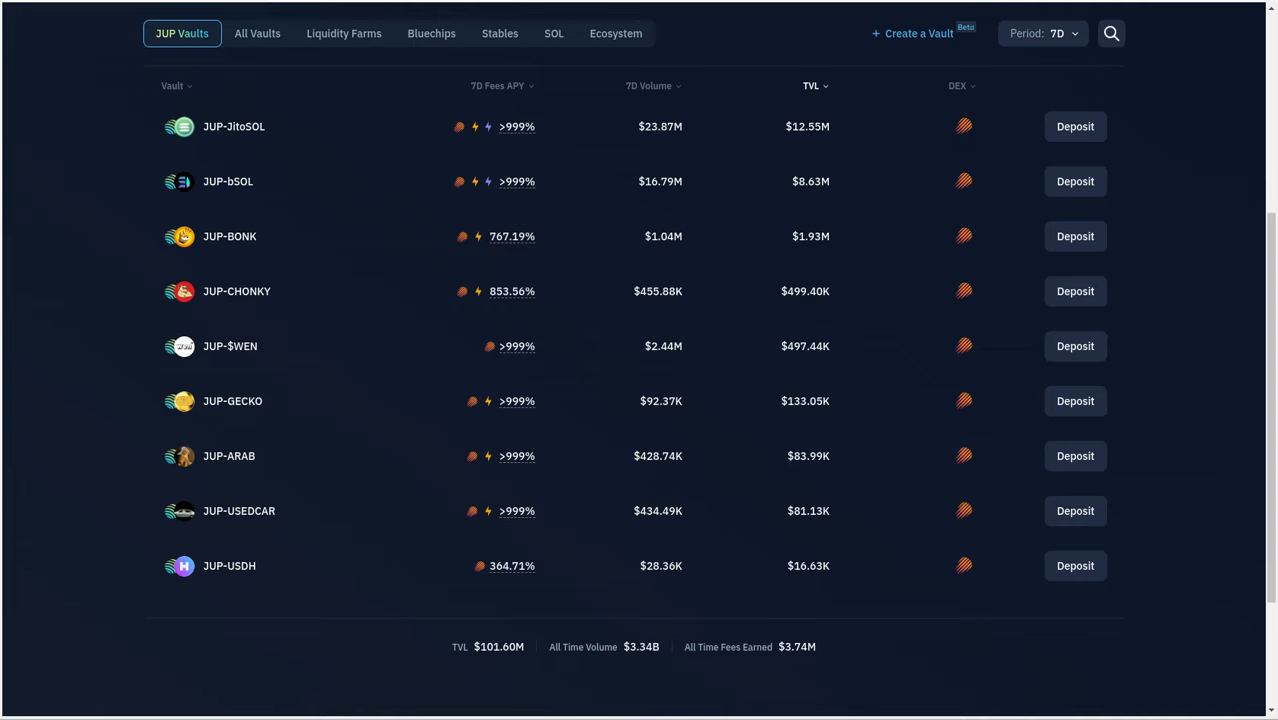 JUP Vaults All Vaults Liquidity Farms Bluechips Stables SOL Ecosystem + Create a Vault Beta Period: 7D
Vault 7D Fees APY 7D Volume TVL DEX
JUP-JitoSOL >999% $23.87M $12.55M Deposit
JUP-bSOL >999% $16.79M $8.63M Deposit
JUP-BONK 767.19% $1.04M $1.93M Deposit
JUP-CHONKY 853.56% $455.88K $499.40K Deposit
JUP-$WEN >999% $2.44M $497.44K Deposit
JUP-GECKO >999% $92.37K $133.05K Deposit
JUP-ARAB >999% $428.74K $83.99K Deposit
JUP-USEDCAR >999% $434.49K $81.13K Deposit
JUP-USDH 364.71% $28.36K $16.63K Deposit
TVL $101.60M All Time Volume $3.34B All Time Fees Earned $3.74M